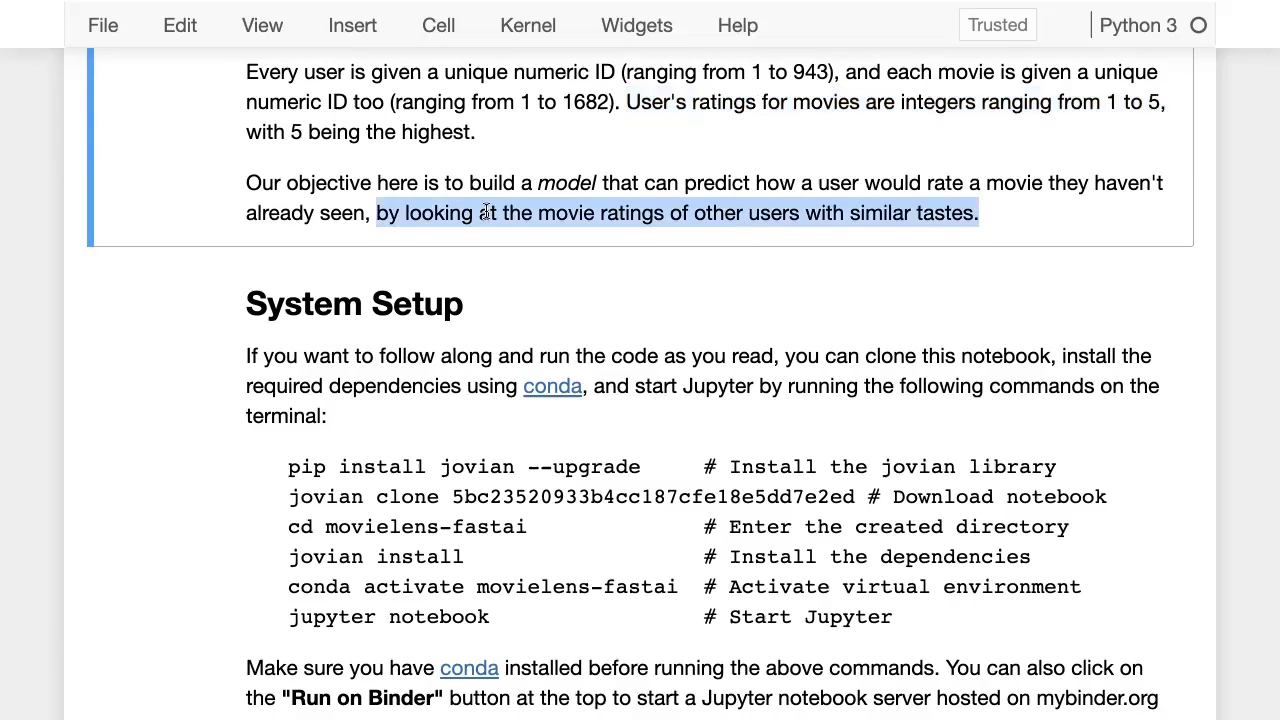 File Edit View Insert Cell Kernel Widgets Help Trusted Python 3
Every user is given a unique numeric ID (ranging from 1 to 943), and each movie is given a unique
numeric ID too (ranging from 1 to 1682). User's ratings for movies are integers ranging from 1 to 5,
with 5 being the highest.
Our objective here is to build a model that can predict how a user would rate a movie they haven't
already seen, by looking at the movie ratings of other users with similar tastes.
System Setup
If you want to follow along and run the code as you read, you can clone this notebook, install the
required dependencies using conda, and start Jupyter by running the following commands on the
terminal:
pip install jovian --upgrade # Install the jovian library
jovian clone 5bc23520933b4cc187cfe18e5dd7e2ed # Download notebook
cd movielens-fastai # Enter the created directory
jovian install # Install the dependencies
conda activate movielens-fastai # Activate virtual environment
jupyter notebook # Start Jupyter
Make sure you have conda installed before running the above commands. You can also click on
the "Run on Binder" button at the top to start a Jupyter notebook server hosted on mybinder.org